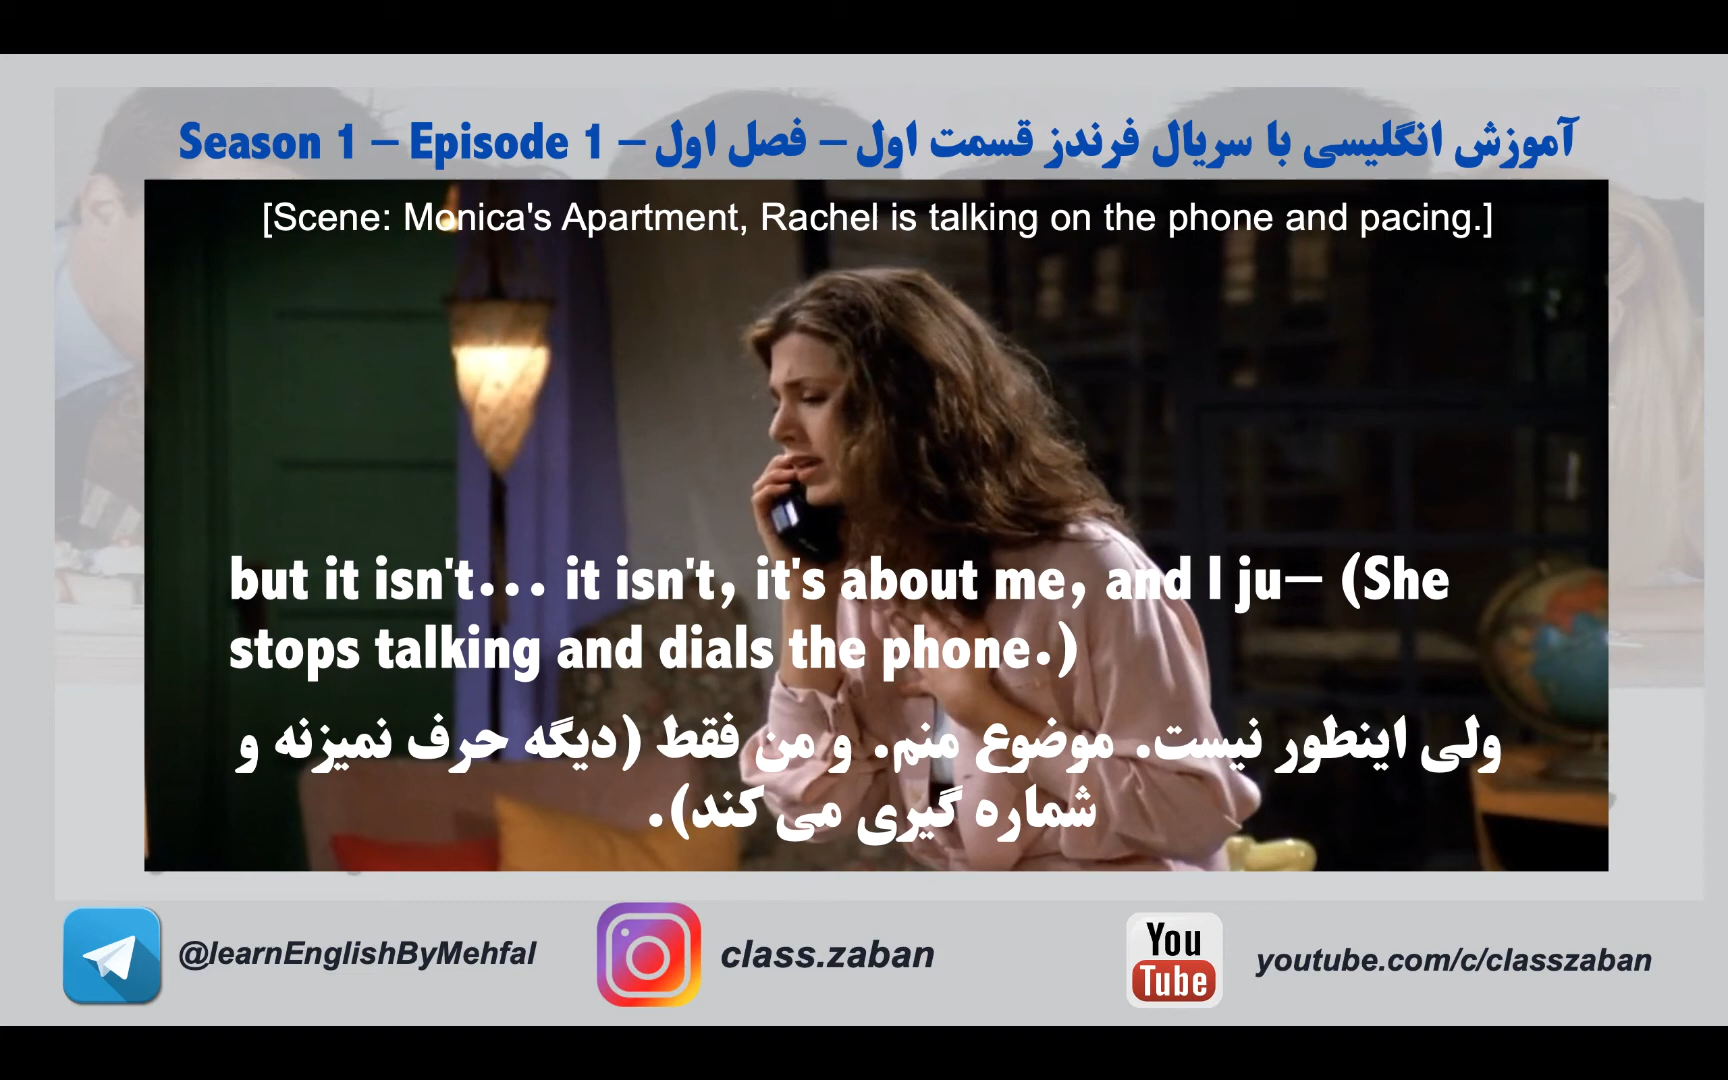 آموزش انگلیسی با سریال فرندز قسمت اول – فصل اول – Season 1 – Episode 1
[Scene: Monica's Apartment, Rachel is talking on the phone and pacing.]
but it isn't... it isn't, it's about me, and I ju– (She
stops talking and dials the phone.)
ولی اینطور نیست. موضوع منم. و من فقط (دیگه حرف نمیزنه و
شماره گیری می کند).
@learnEnglishByMehfal
class.zaban
You
Tube
youtube.com/c/classzaban